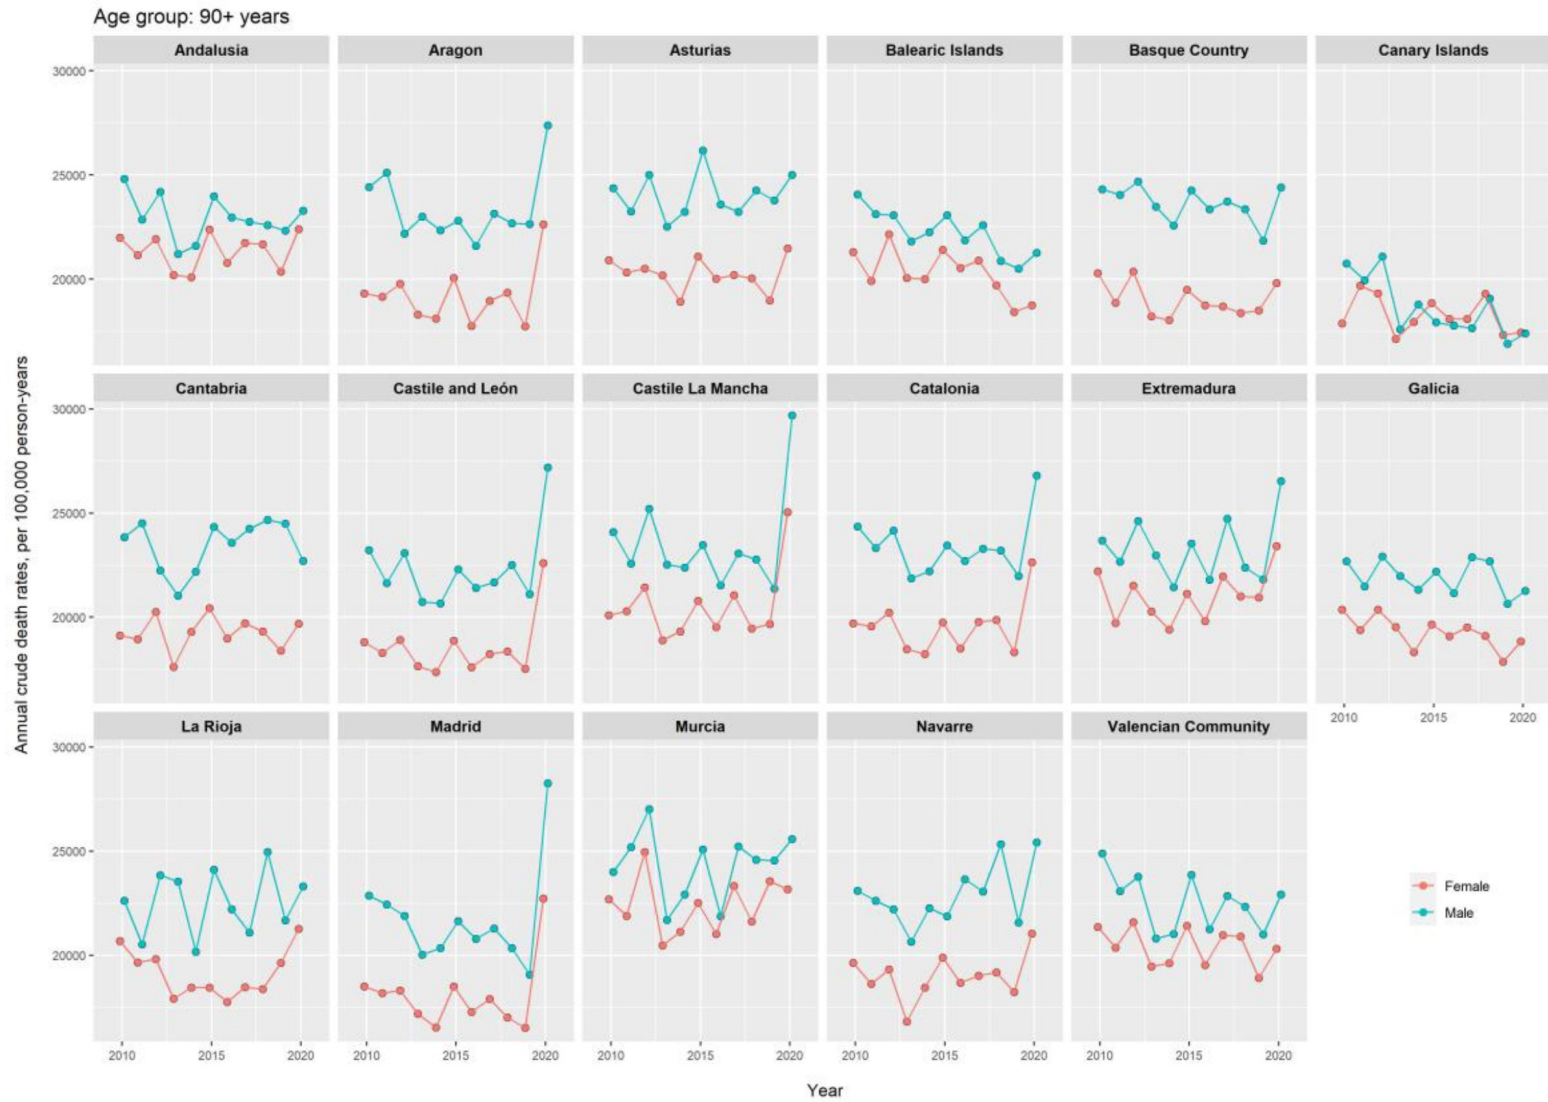 Age group: 90+ years
Andalusia
Aragon
Asturias
Balearic Islands
Basque Country
Canary Islands
30000
25000
20000
Cantabria
Castile and León
Castile La Mancha
Catalonia
Extremadura
Galicia
30000
25000
20000
2010 2015 2020
La Rioja
Madrid
Murcia
Navarre
Valencian Community
30000
25000
20000
2010 2015 2020
2010 2015 2020
2010 2015 2020
2010 2015 2020
2010 2015 2020
Annual crude death rates, per 100,000 person-years
Year
Female
Male